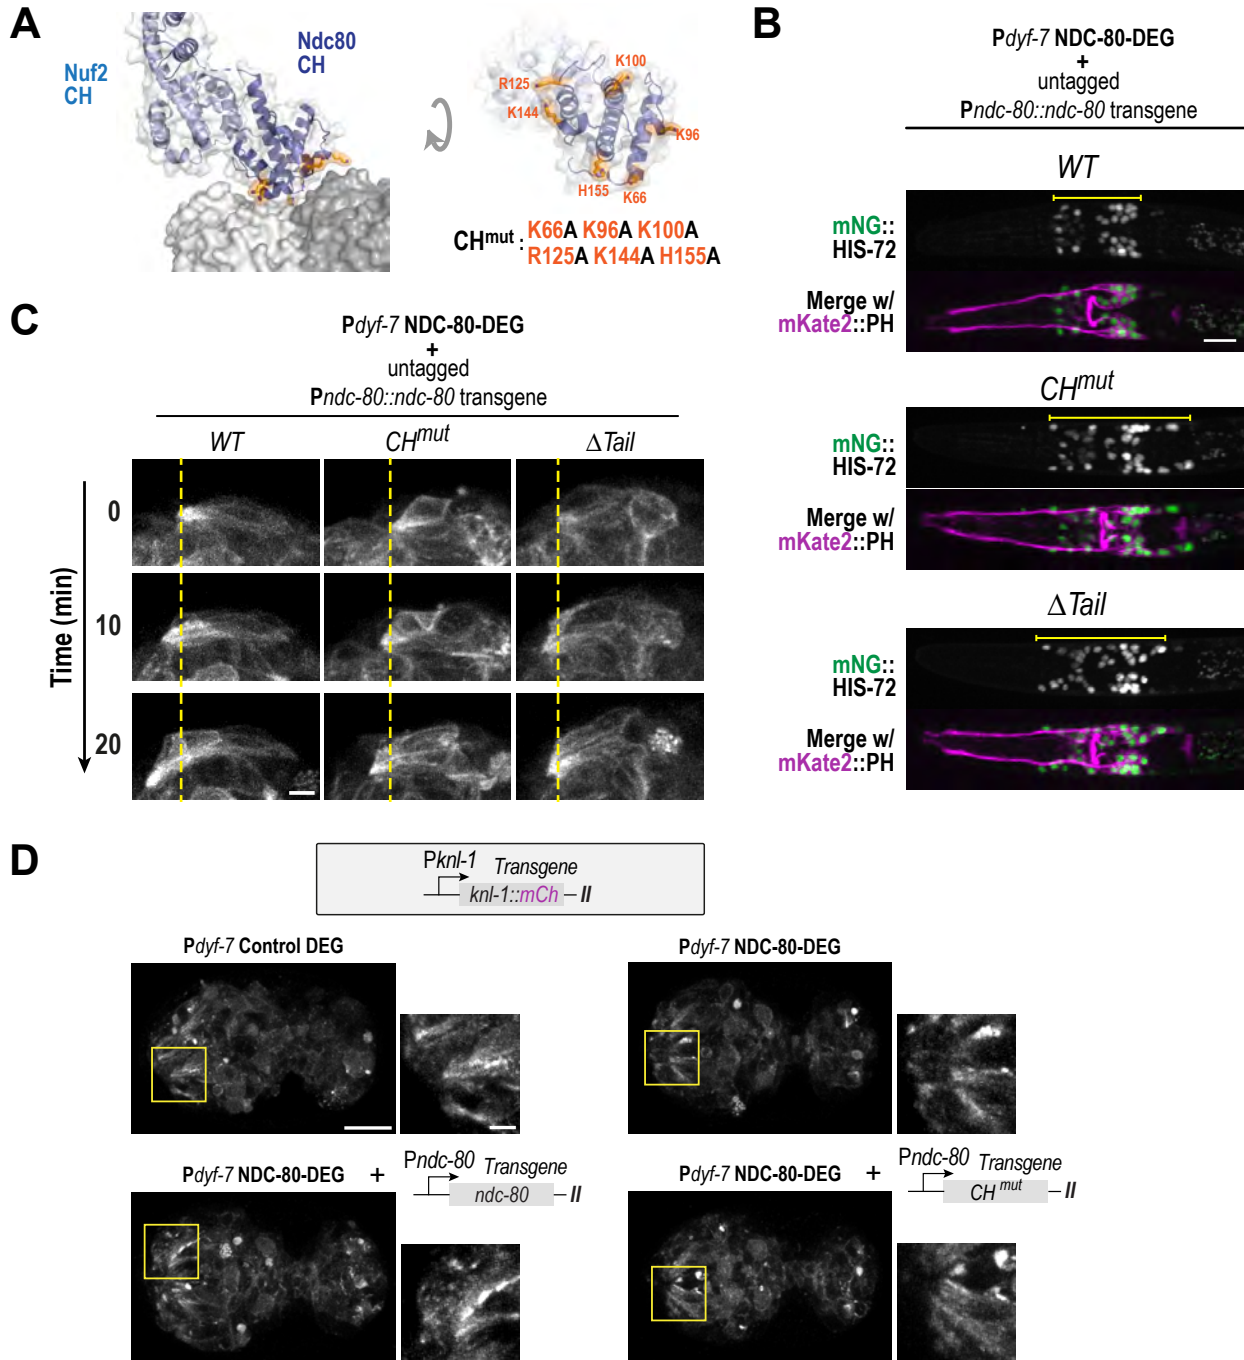 A
Nuf2
CH
Ndc80
CH
R125
K100
K144
K96
H155
K66
CHmut : K66A K96A K100A
R125A K144A H155A
B
Pdyf-7 NDC-80-DEG
+
untagged
Pndc-80::ndc-80 transgene
WT
mNG::
HIS-72
Merge w/
mKate2::PH
CHmut
mNG::
HIS-72
Merge w/
mKate2::PH
ΔTail
mNG::
HIS-72
Merge w/
mKate2::PH
C
Pdyf-7 NDC-80-DEG
+
untagged
Pndc-80::ndc-80 transgene
WT CHmut ΔTail
Time (min)
0
10
20
D
Pknl-1 Transgene
knl-1::mCh II
Pdyf-7 Control DEG
Pdyf-7 NDC-80-DEG
Pdyf-7 NDC-80-DEG +
Pndc-80 Transgene
ndc-80 II
Pdyf-7 NDC-80-DEG +
Pndc-80 Transgene
CH mut II